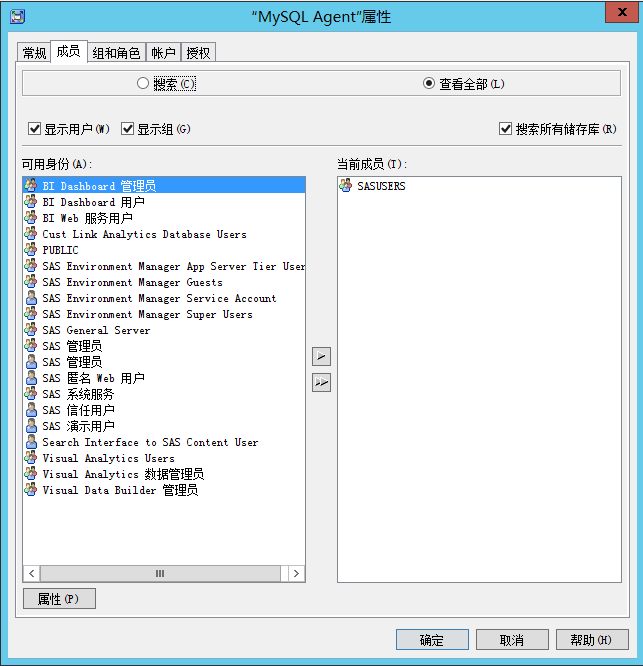 “MySQL Agent”属性
x
常规 成员 组和角色 帐户 授权
搜索(C) 查看全部(L)
显示用户(W) 显示组(G) 搜索所有储存库(R)
可用身份(A): 当前成员(T):
BI Dashboard 管理员 SASUSERS
BI Dashboard 用户
BI Web 服务用户
Cust Link Analytics Database Users
PUBLIC
SAS Environment Manager App Server Tier User
SAS Environment Manager Guests
SAS Environment Manager Service Account
SAS Environment Manager Super Users
SAS General Server
SAS 管理员
SAS 管理员
SAS 匿名 Web 用户
SAS 系统服务
SAS 信任用户
SAS 演示用户
Search Interface to SAS Content User
Visual Analytics Users
Visual Analytics 数据管理员
Visual Data Builder 管理员
属性(P)
确定 取消 帮助(H)